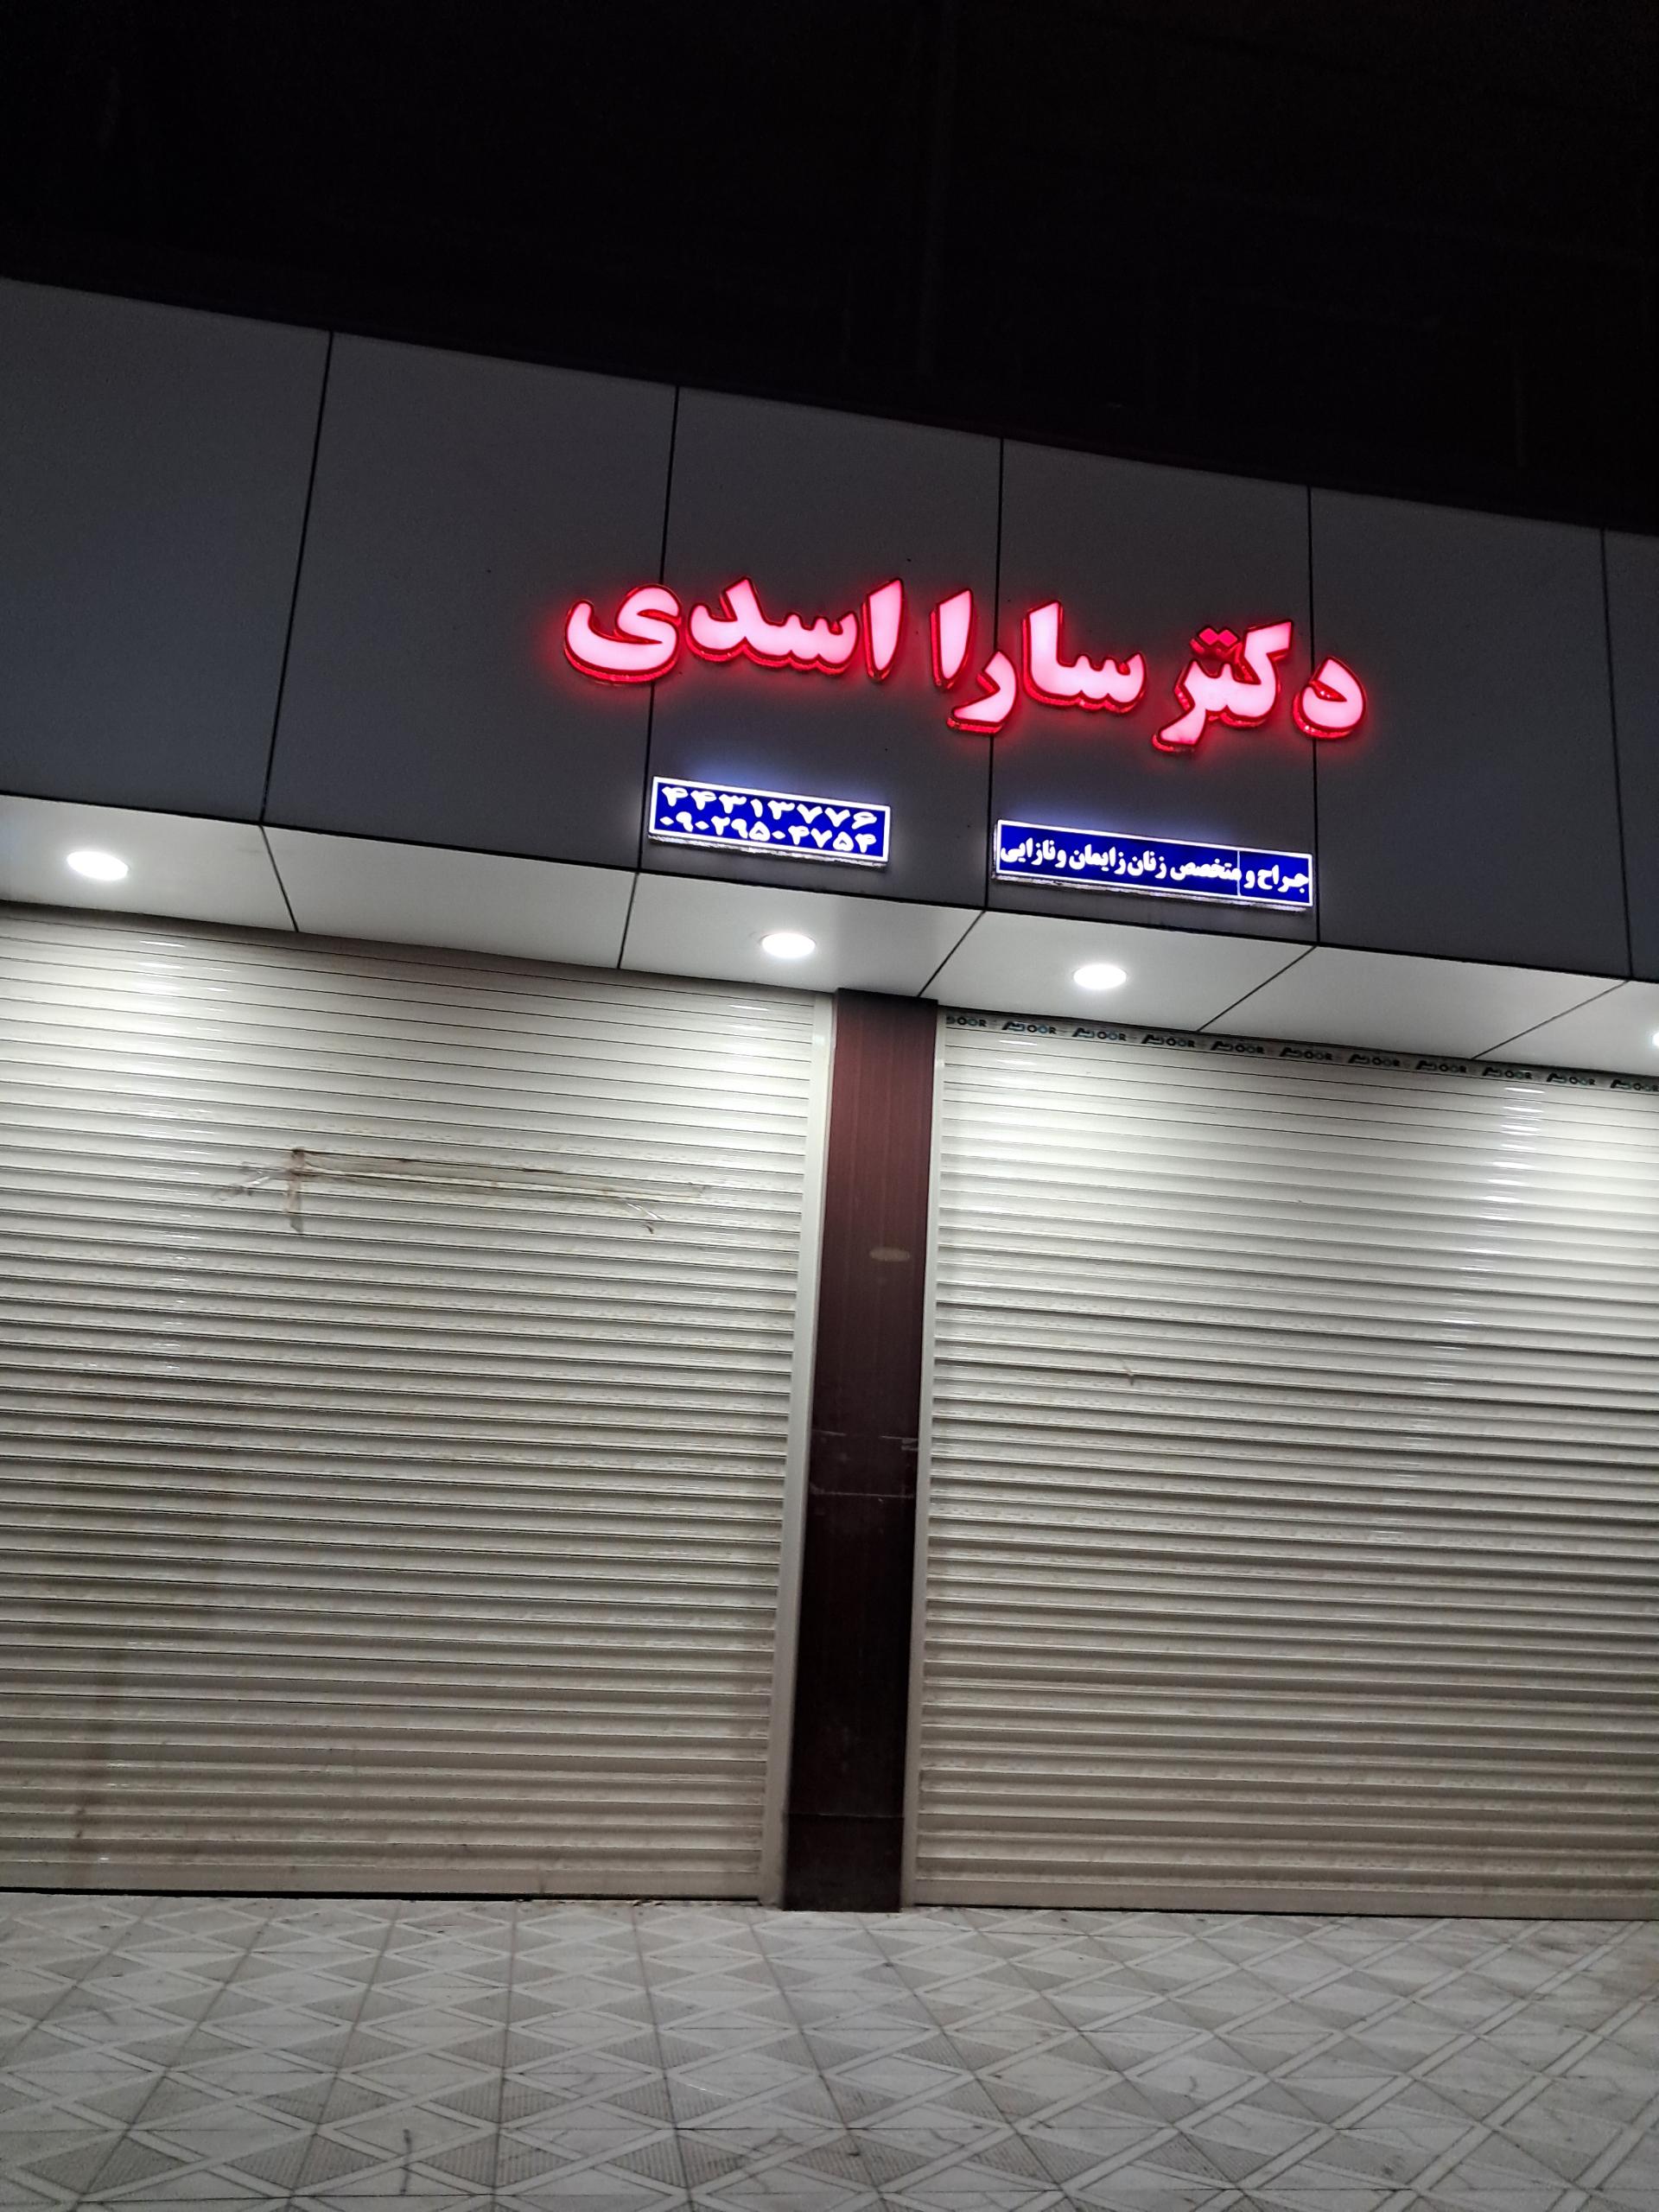 دکتر سارا اسدی
جراح و متخصص زنان زایمان و نازایی
۴۴۳۱۳۷۷۶
۰۹۰۲۹۵۰۴۷۵۴